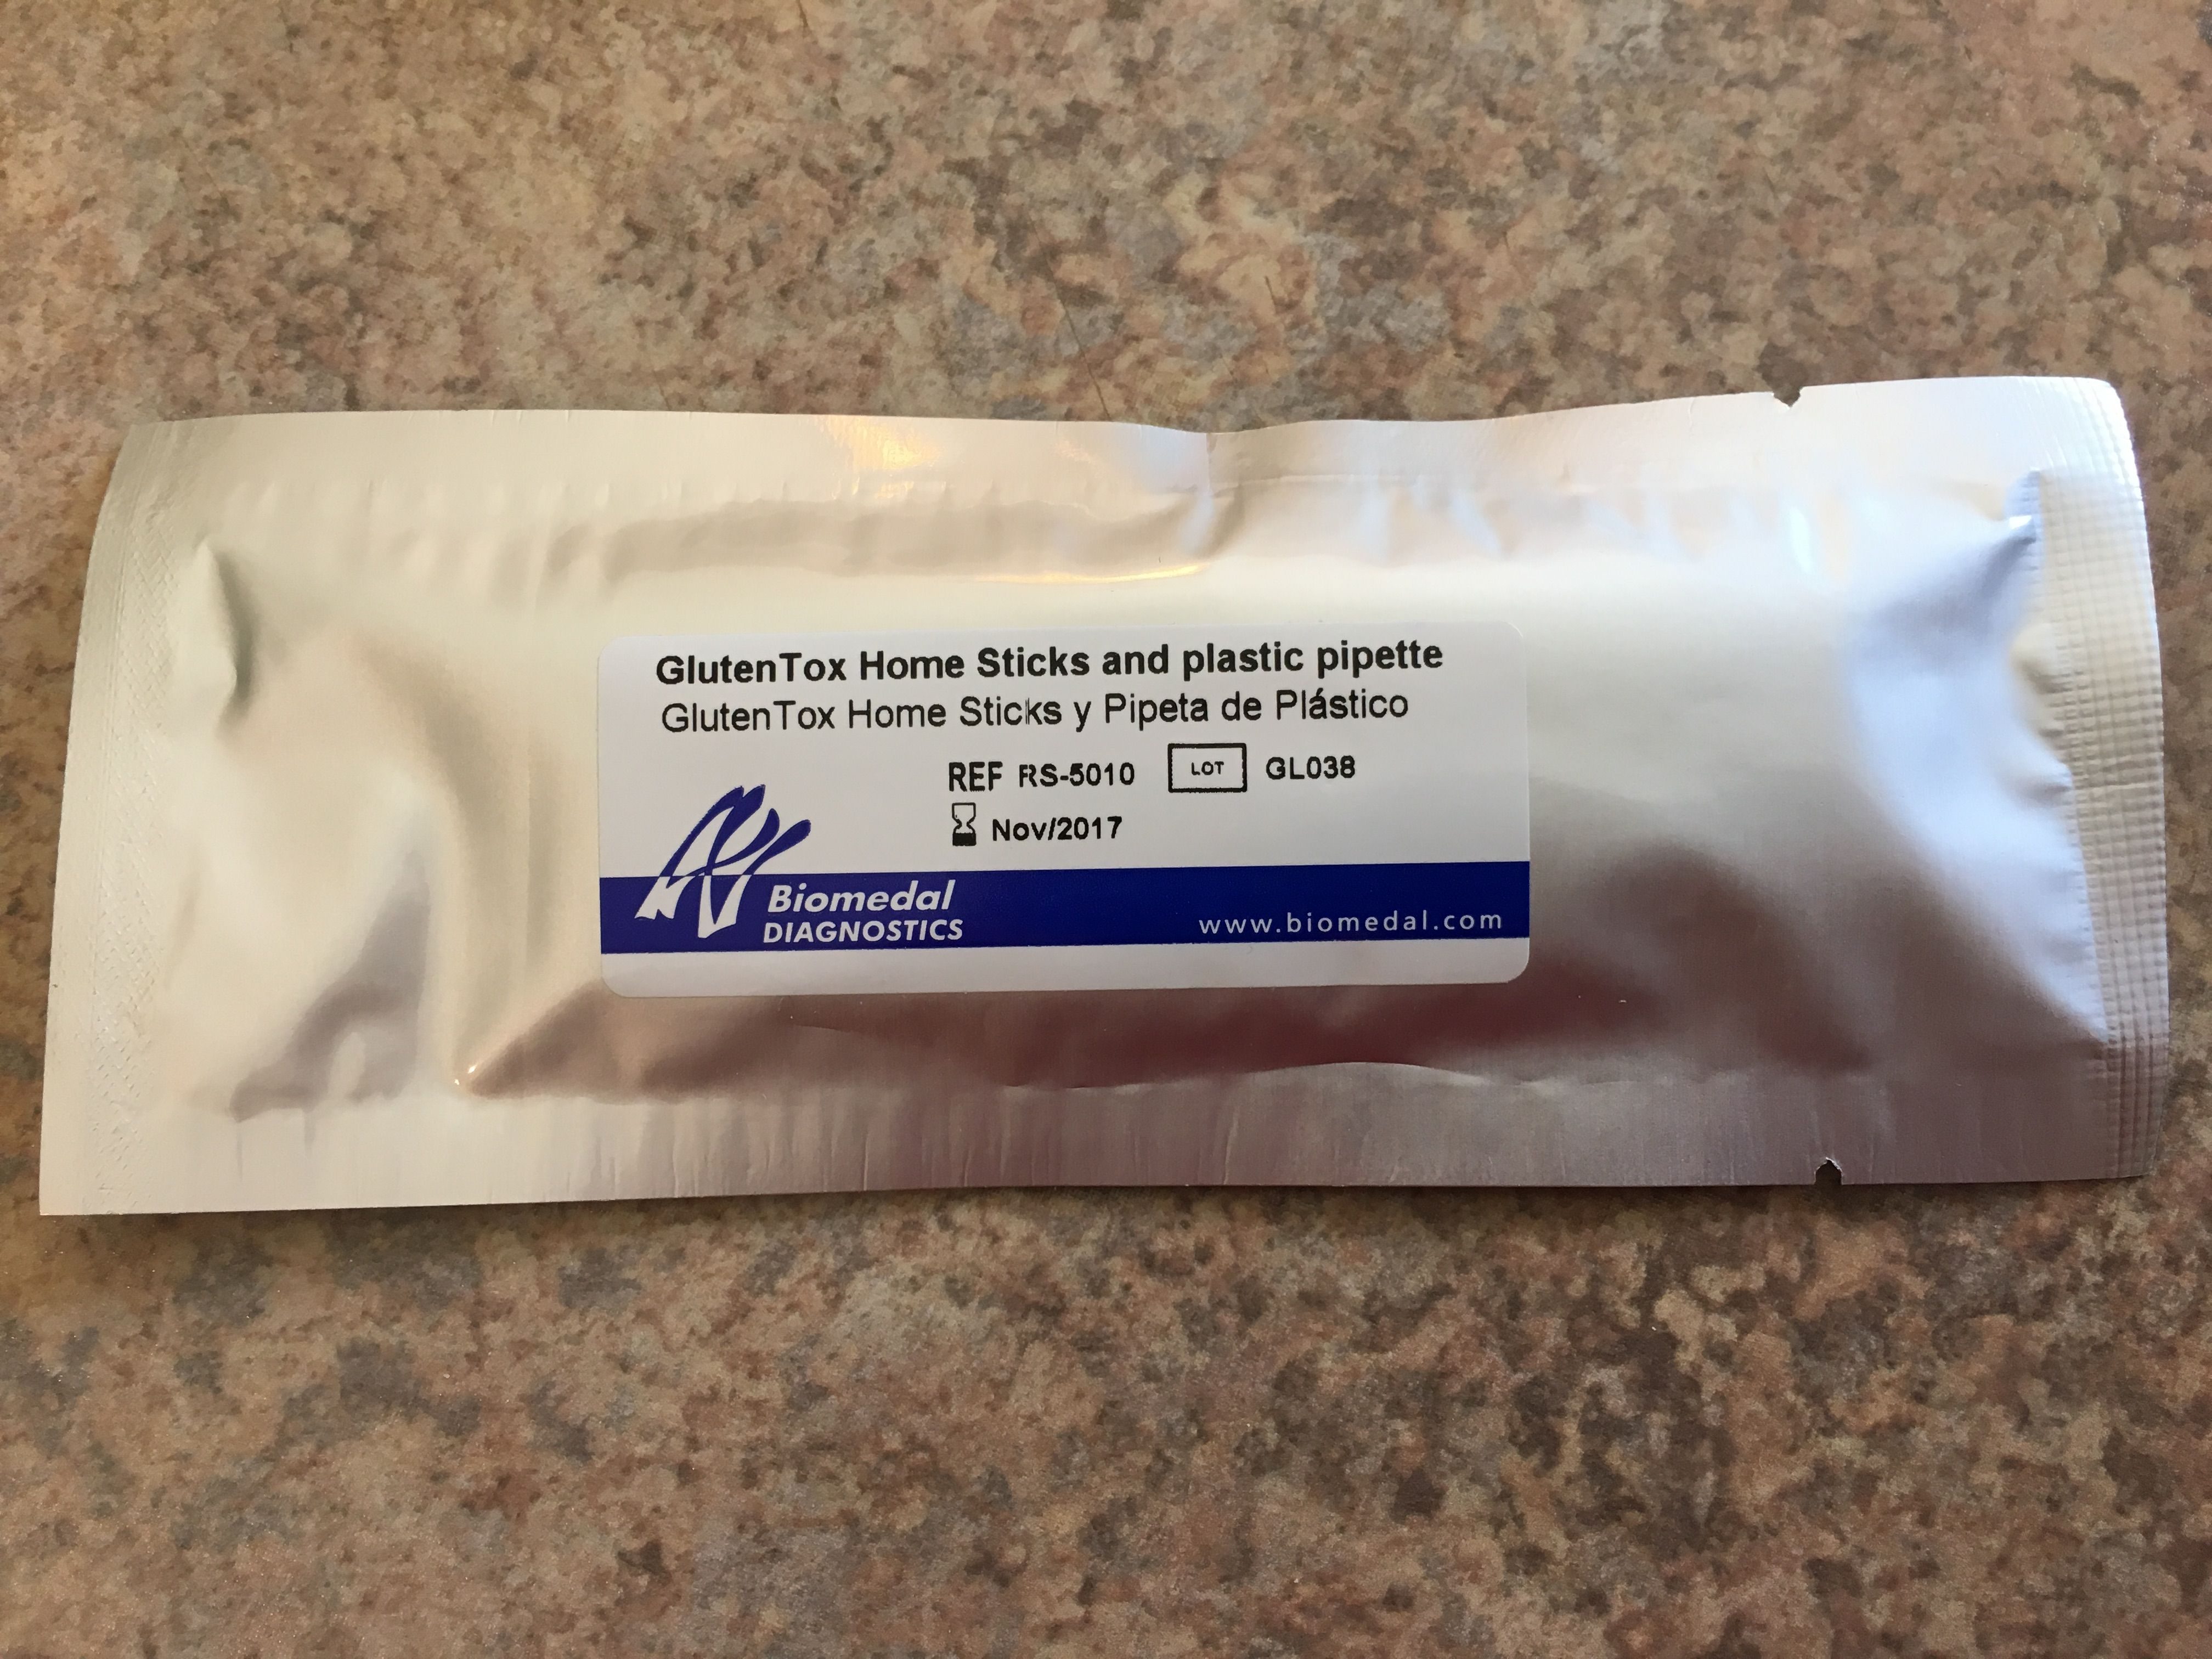 GlutenTox Home Sticks and plastic pipette
GlutenTox Home Sticks y Pipeta de Plástico
REF RS-5010 LOT GL038
Nov/2017
Biomedal
DIAGNOSTICS
www.biomedal.com